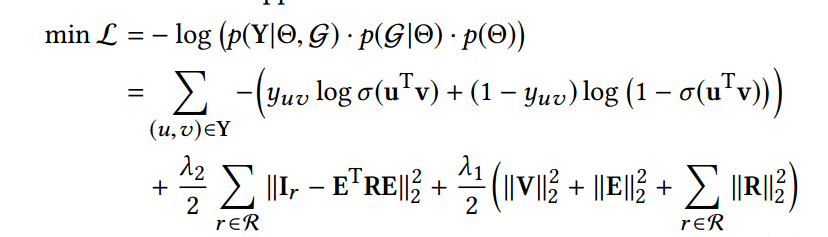 min ℒ = − log (p(Y|Θ, 𝒢) · p(𝒢|Θ) · p(Θ))
= ∑_{(u,v)∈Y} −(y_{uv} log σ(u^T v) + (1 − y_{uv}) log (1 − σ(u^T v)))
+ λ_2/2 ∑_{r∈ℛ} ||I_r − E^T RE||_2^2 + λ_1/2 (||V||_2^2 + ||E||_2^2 + ∑_{r∈ℛ} ||R||_2^2)